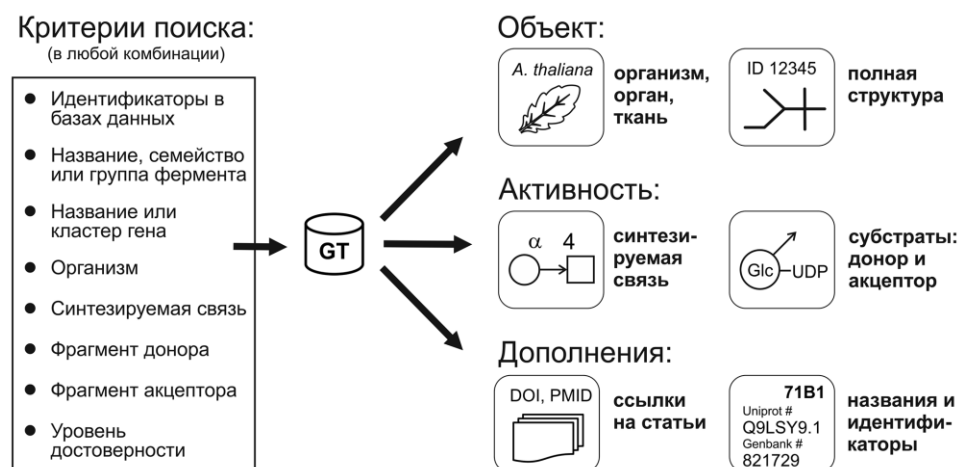 Критерии поиска:
(в любой комбинации)
● Идентификаторы в
базах данных
● Название, семейство
или группа фермента
● Название или
кластер гена
● Организм
● Синтезируемая связь
● Фрагмент донора
● Фрагмент акцептора
● Уровень
достоверности
GT
Объект:
A. thaliana
организм,
орган,
ткань
ID 12345
полная
структура
Активность:
α 4
синтези-
руемая
связь
Glc UDP
субстраты:
донор и
акцептор
Дополнения:
DOI, PMID
ссылки
на статьи
71B1
Uniprot #
Q9LSY9.1
Genbank #
821729
названия и
идентифи-
каторы